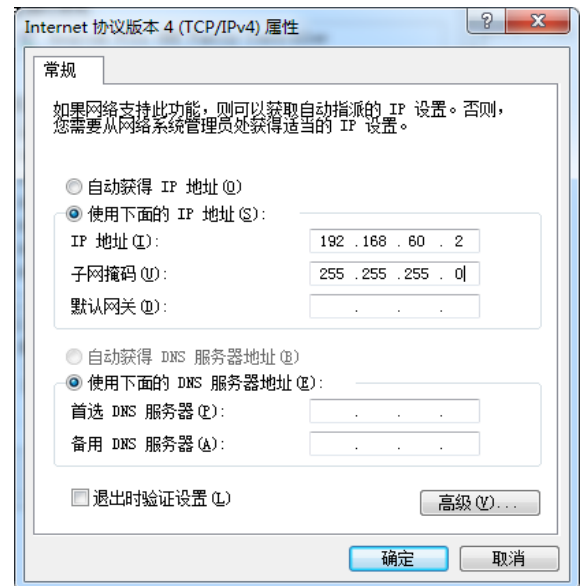 Internet 协议版本 4 (TCP/IPv4) 属性
常规
如果网络支持此功能，则可以获取自动指派的 IP 设置。否则，
您需要从网络系统管理员处获得适当的 IP 设置。
自动获得 IP 地址(O)
使用下面的 IP 地址(S):
IP 地址(I): 192 .168 .60 . 2
子网掩码(U): 255 .255 .255 . 0
默认网关(D): . . .
自动获得 DNS 服务器地址(B)
使用下面的 DNS 服务器地址(E):
首选 DNS 服务器(P): . . .
备用 DNS 服务器(A): . . .
退出时验证设置(L)
高级(V)...
确定 取消